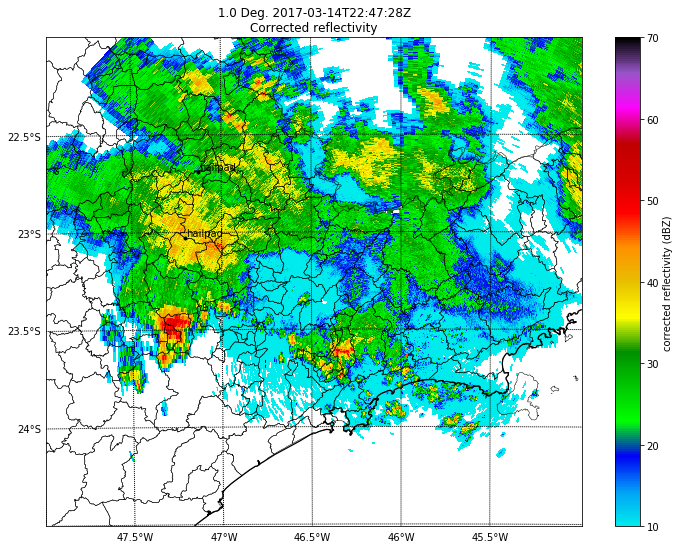 1.0 Deg. 2017-03-14T22:47:28Z
Corrected reflectivity
22.5°S
23°S
23.5°S
24°S
47.5°W
47°W
46.5°W
46°W
45.5°W
hailpad
hailpad
70
60
50
40
30
20
10
corrected reflectivity (dBZ)